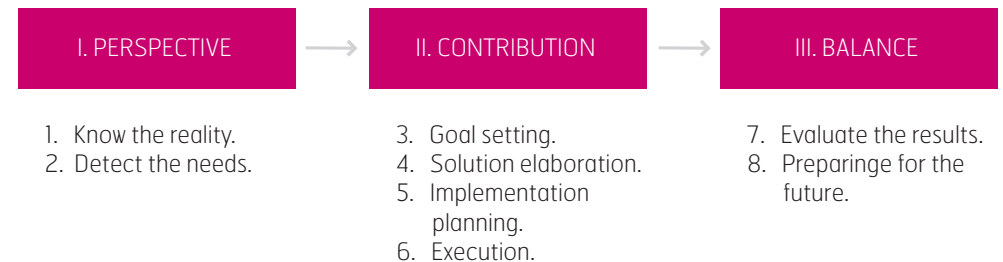 I. PERSPECTIVE
1. Know the reality.
2. Detect the needs.
II. CONTRIBUTION
3. Goal setting.
4. Solution elaboration.
5. Implementation
planning.
6. Execution.
III. BALANCE
7. Evaluate the results.
8. Preparinge for the
future.